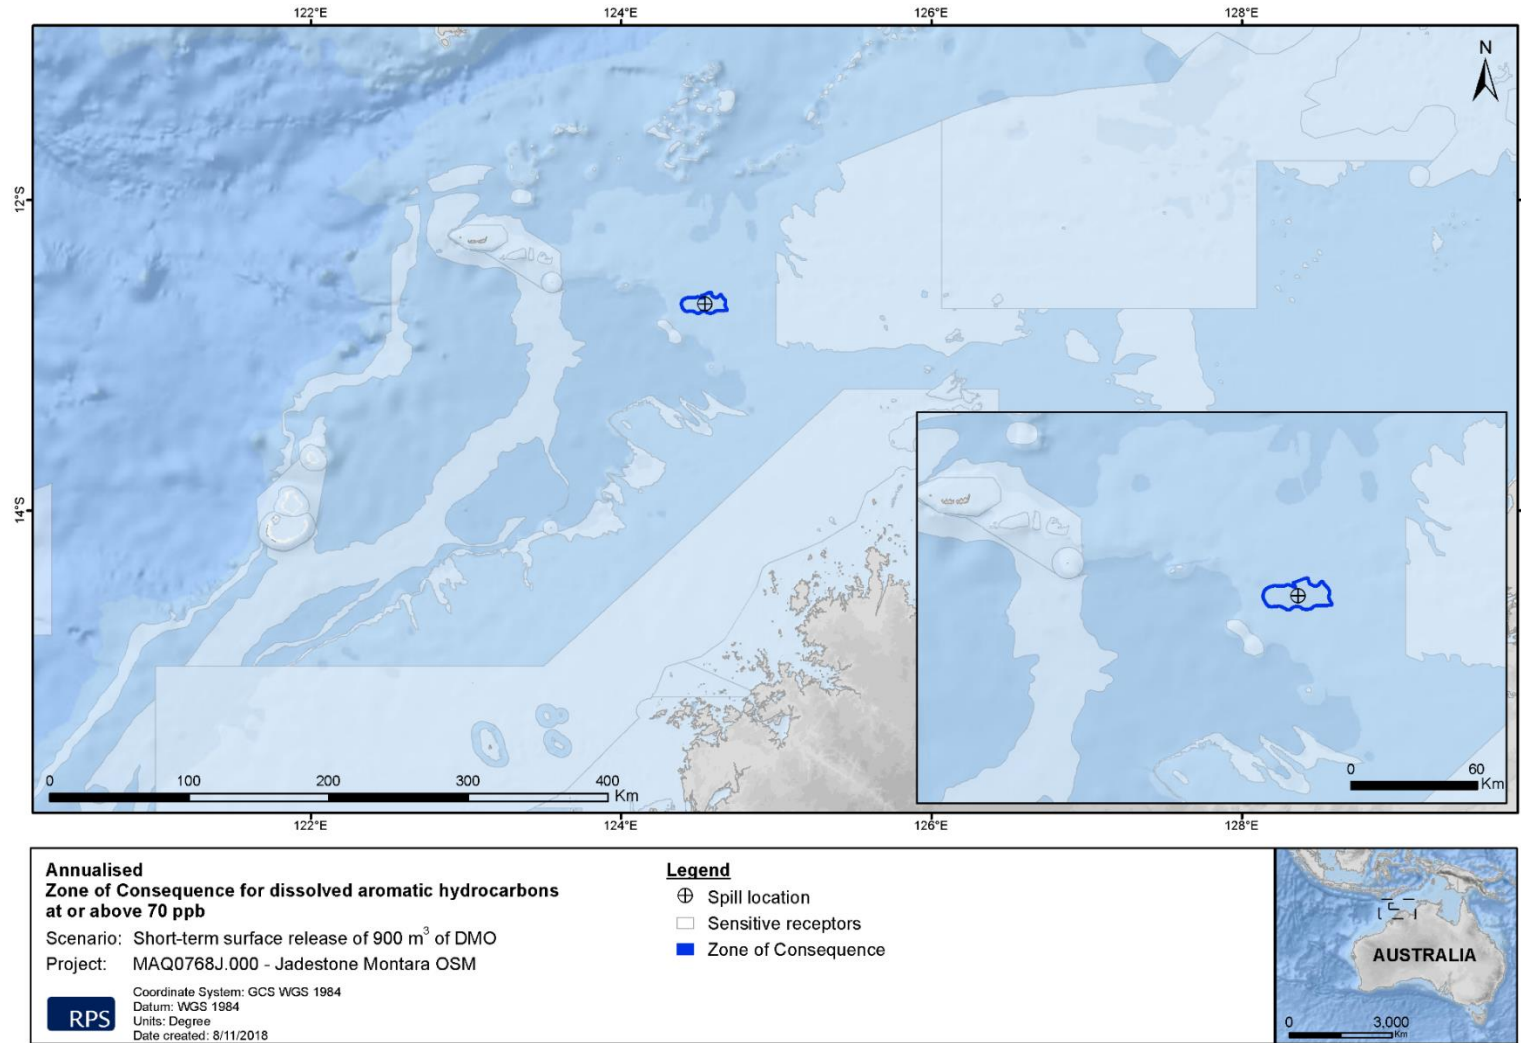 122°E 124°E 126°E 128°E
N
12°S
14°S
0 100 200 300 400 Km
0 60 Km
122°E 124°E 126°E 128°E
Annualised
Zone of Consequence for dissolved aromatic hydrocarbons
at or above 70 ppb
Scenario: Short-term surface release of 900 m³ of DMO
Project: MAQ0768J.000 - Jadestone Montara OSM
RPS
Coordinate System: GCS WGS 1984
Datum: WGS 1984
Units: Degree
Date created: 8/11/2018
Legend
Spill location
Sensitive receptors
Zone of Consequence
AUSTRALIA
0 3,000 Km